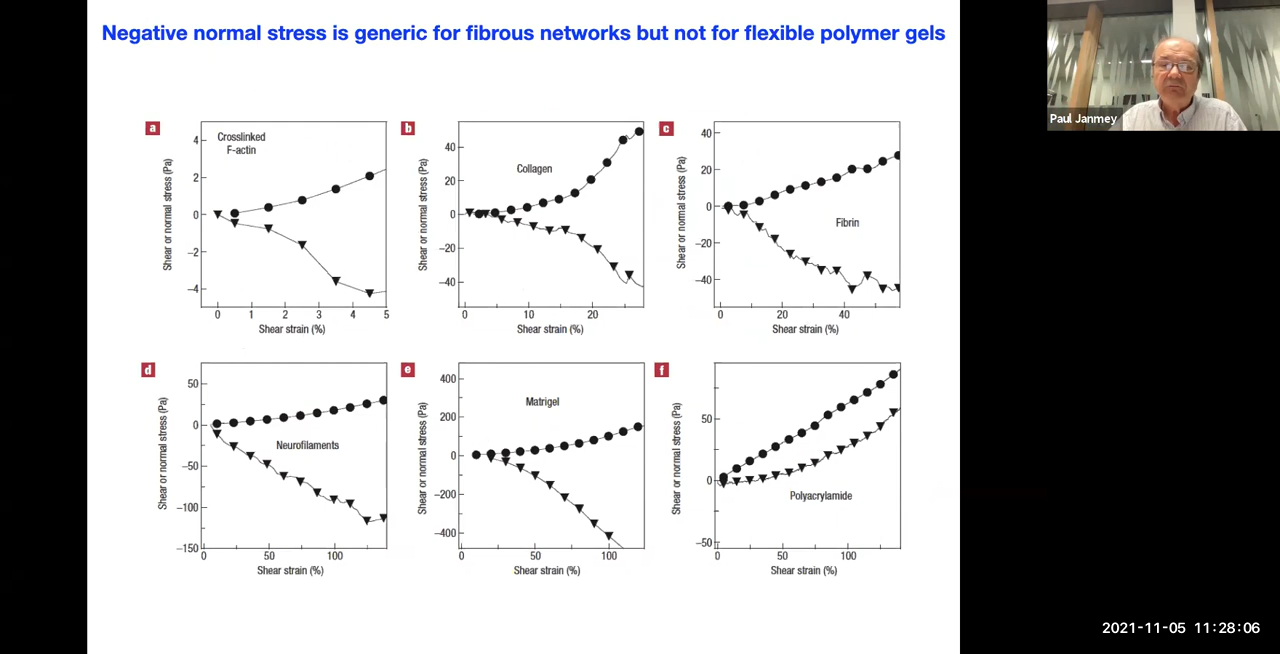 Negative normal stress is generic for fibrous networks but not for flexible polymer gels
Paul Janmey
a
Crosslinked
F-actin
Shear or normal stress (Pa)
4
2
0
−2
−4
0 1 2 3 4 5
Shear strain (%)
b
Collagen
Shear or normal stress (Pa)
40
20
0
−20
−40
0 10 20
Shear strain (%)
c
Fibrin
Shear or normal stress (Pa)
40
20
0
−20
−40
0 20 40
Shear strain (%)
d
Neurofilaments
Shear or normal stress (Pa)
50
0
−50
−100
−150
0 50 100
Shear strain (%)
e
Matrigel
Shear or normal stress (Pa)
400
200
0
−200
−400
0 50 100
Shear strain (%)
f
Polyacrylamide
Shear or normal stress (Pa)
50
0
−50
0 50 100
Shear strain (%)
2021-11-05 11:28:06